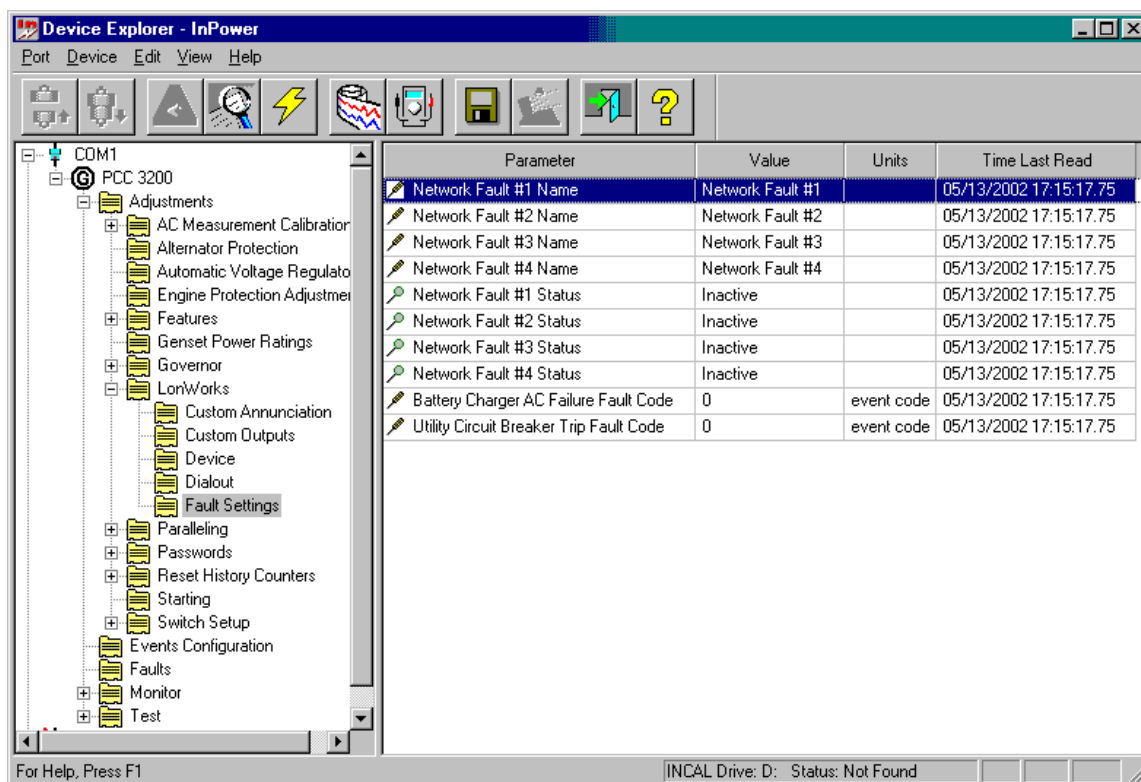 Device Explorer - InPower
Port Device Edit View Help
COM1
PCC 3200
Adjustments
AC Measurement Calibration
Alternator Protection
Automatic Voltage Regulato
Engine Protection Adjustmer
Features
Genset Power Ratings
Governor
LonWorks
Custom Annunciation
Custom Outputs
Device
Dialout
Fault Settings
Paralleling
Passwords
Reset History Counters
Starting
Switch Setup
Events Configuration
Faults
Monitor
Test
Parameter Value Units Time Last Read
Network Fault #1 Name Network Fault #1 05/13/2002 17:15:17.75
Network Fault #2 Name Network Fault #2 05/13/2002 17:15:17.75
Network Fault #3 Name Network Fault #3 05/13/2002 17:15:17.75
Network Fault #4 Name Network Fault #4 05/13/2002 17:15:17.75
Network Fault #1 Status Inactive 05/13/2002 17:15:17.75
Network Fault #2 Status Inactive 05/13/2002 17:15:17.75
Network Fault #3 Status Inactive 05/13/2002 17:15:17.75
Network Fault #4 Status Inactive 05/13/2002 17:15:17.75
Battery Charger AC Failure Fault Code 0 event code 05/13/2002 17:15:17.75
Utility Circuit Breaker Trip Fault Code 0 event code 05/13/2002 17:15:17.75
For Help, Press F1
INCAL Drive: D: Status: Not Found